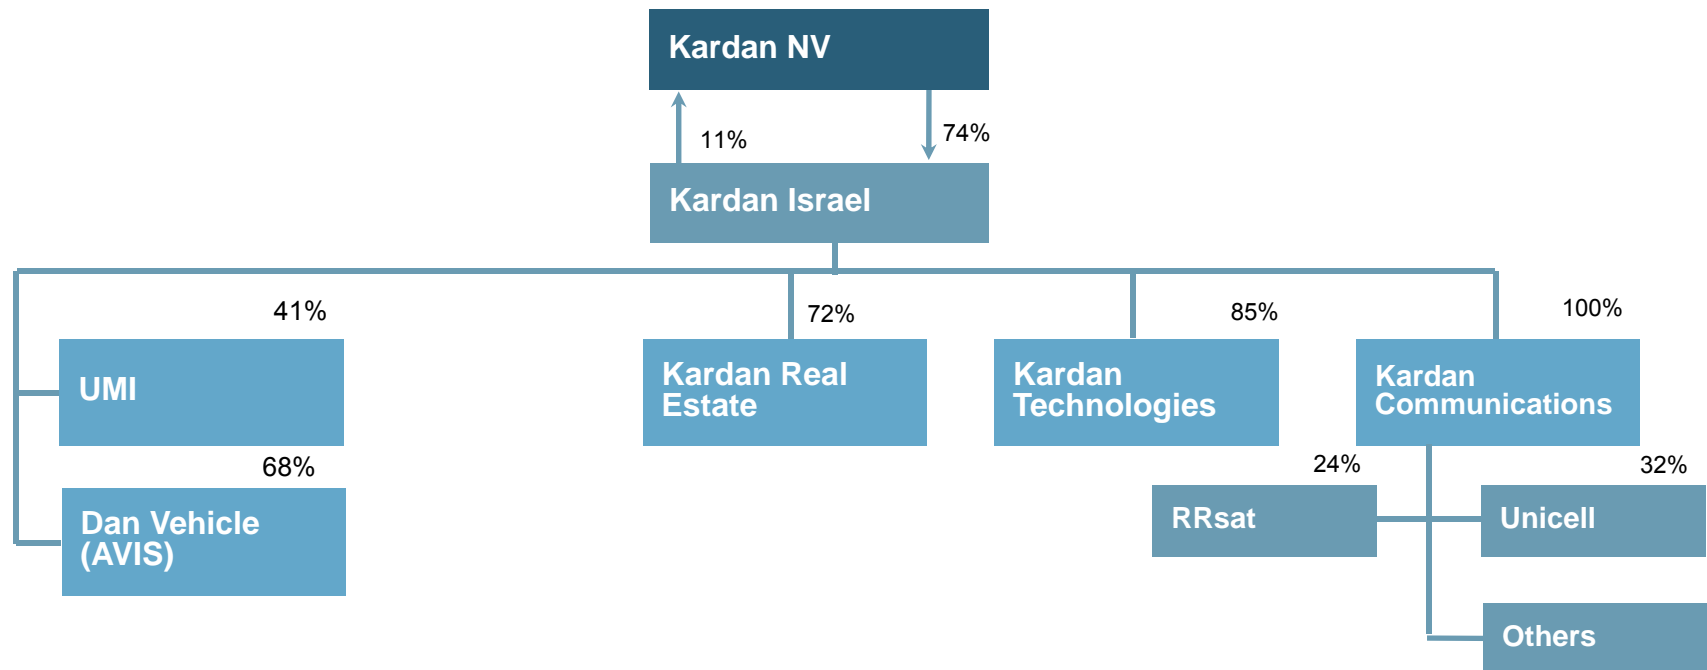 Kardan NV
11%
74%
Kardan Israel
41%
72%
85%
100%
UMI
Kardan Real
Estate
Kardan
Technologies
Kardan
Communications
68%
24%
32%
Dan Vehicle
(AVIS)
RRsat
Unicell
Others